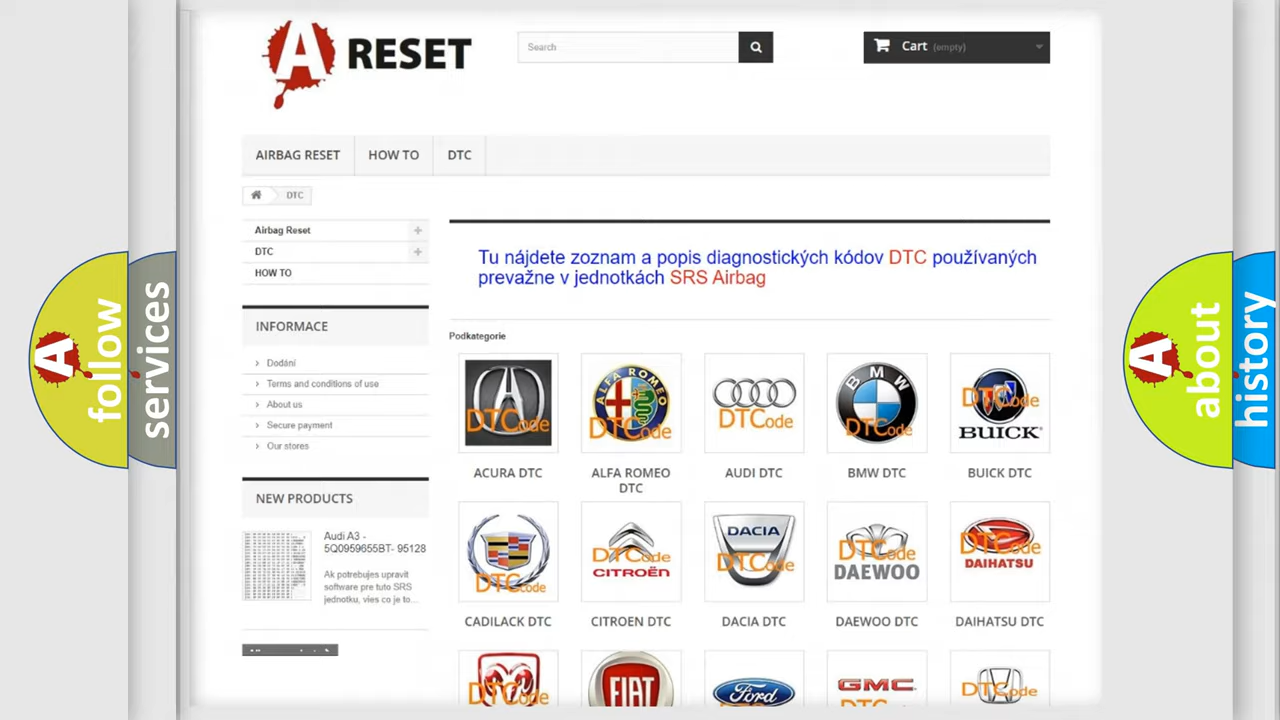 A RESET
Search
Cart (empty)
AIRBAG RESET
HOW TO
DTC
DTC
Airbag Reset
DTC
HOW TO
INFORMACE
Dodání
Terms and conditions of use
About us
Secure payment
Our stores
NEW PRODUCTS
Audi A3 -
5Q0959655BT- 95128
Ak potrebujes upravit
software pre tuto SRS
jednotku, vies co je to...
Tu nájdete zoznam a popis diagnostických kódov DTC používaných
prevažne v jednotkách SRS Airbag
Podkategorie
DTCode
ALFA ROMEO
DTCode
DTCode
BMW
DTCode
DTCode
BUICK
ACURA DTC
ALFA ROMEO
DTC
AUDI DTC
BMW DTC
BUICK DTC
DTCode
DTCode
CITROËN
DACIA
DTCode
DTCode
DAEWOO
DTCode
DAIHATSU
CADILACK DTC
CITROEN DTC
DACIA DTC
DAEWOO DTC
DAIHATSU DTC
DTCode
FIAT
Ford
GMC
DTCode
A follow
services
A about
history